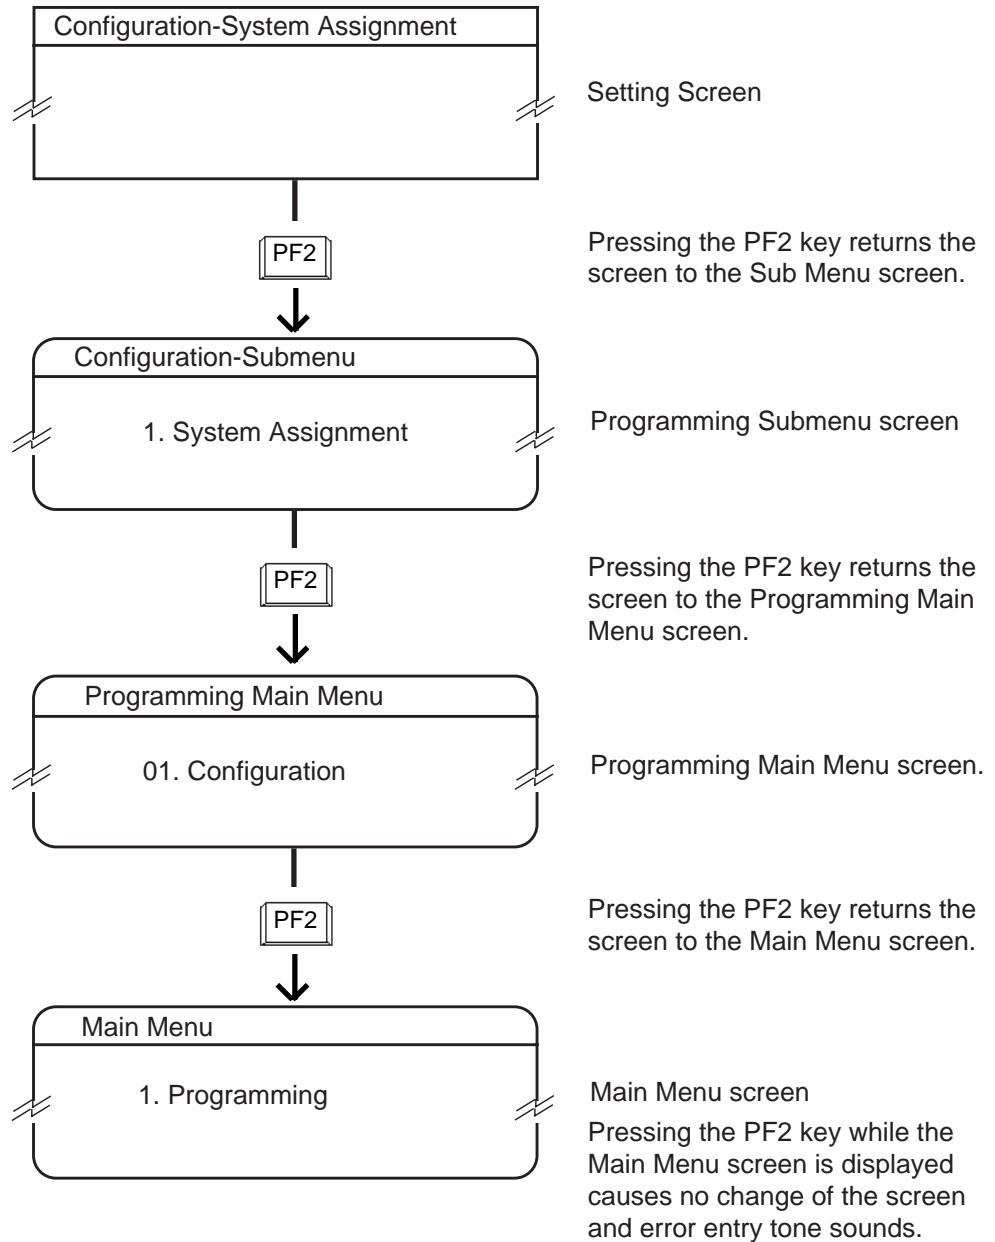 Configuration-System Assignment
Setting Screen
PF2
Pressing the PF2 key returns the
screen to the Sub Menu screen.
Configuration-Submenu
1. System Assignment
Programming Submenu screen
PF2
Pressing the PF2 key returns the
screen to the Programming Main
Menu screen.
Programming Main Menu
01. Configuration
Programming Main Menu screen.
PF2
Pressing the PF2 key returns the
screen to the Main Menu screen.
Main Menu
1. Programming
Main Menu screen
Pressing the PF2 key while the
Main Menu screen is displayed
causes no change of the screen
and error entry tone sounds.